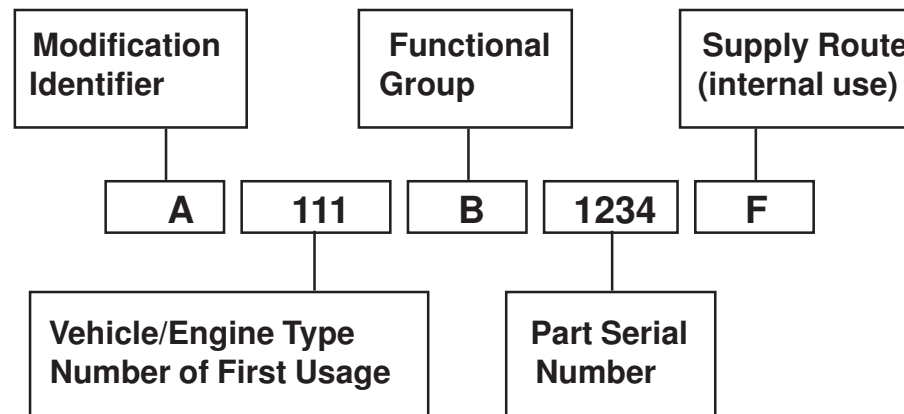 Modification
Identifier
Functional
Group
Supply Route
(internal use)
A 111 B 1234 F
Vehicle/Engine Type
Number of First Usage
Part Serial
Number